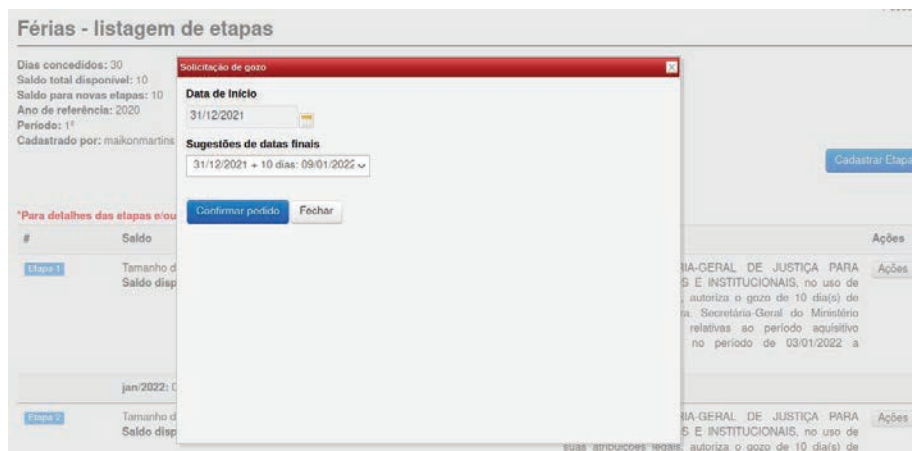 Férias - listagem de etapas
Dias concedidos: 30
Saldo total disponível: 10
Saldo para novas etapas: 10
Ano de referência: 2020
Período: 1º
Cadastrado por: maikonmartins
Solicitação de gozo
Data de Início
31/12/2021
Sugestões de datas finais
31/12/2021 + 10 dias: 09/01/2022
Confirmar pedido Fechar
Cadastrar Etapa
*Para detalhes das etapas e/ou
# Saldo Ações
Etapa 1 Tamanho d RIA-GERAL DE JUSTIÇA PARA Ações
Saldo disp S E INSTITUCIONAIS, no uso de
, autoriza o gozo de 10 dia(s) de
ra. Secretária-Geral do Ministério
relativas ao período aquisitivo
no período de 03/01/2022 a
jan/2022:
Etapa 2 Tamanho d RIA-GERAL DE JUSTIÇA PARA Ações
Saldo disp S E INSTITUCIONAIS, no uso de
suas atribuições legais, autoriza o gozo de 10 dia(s) de